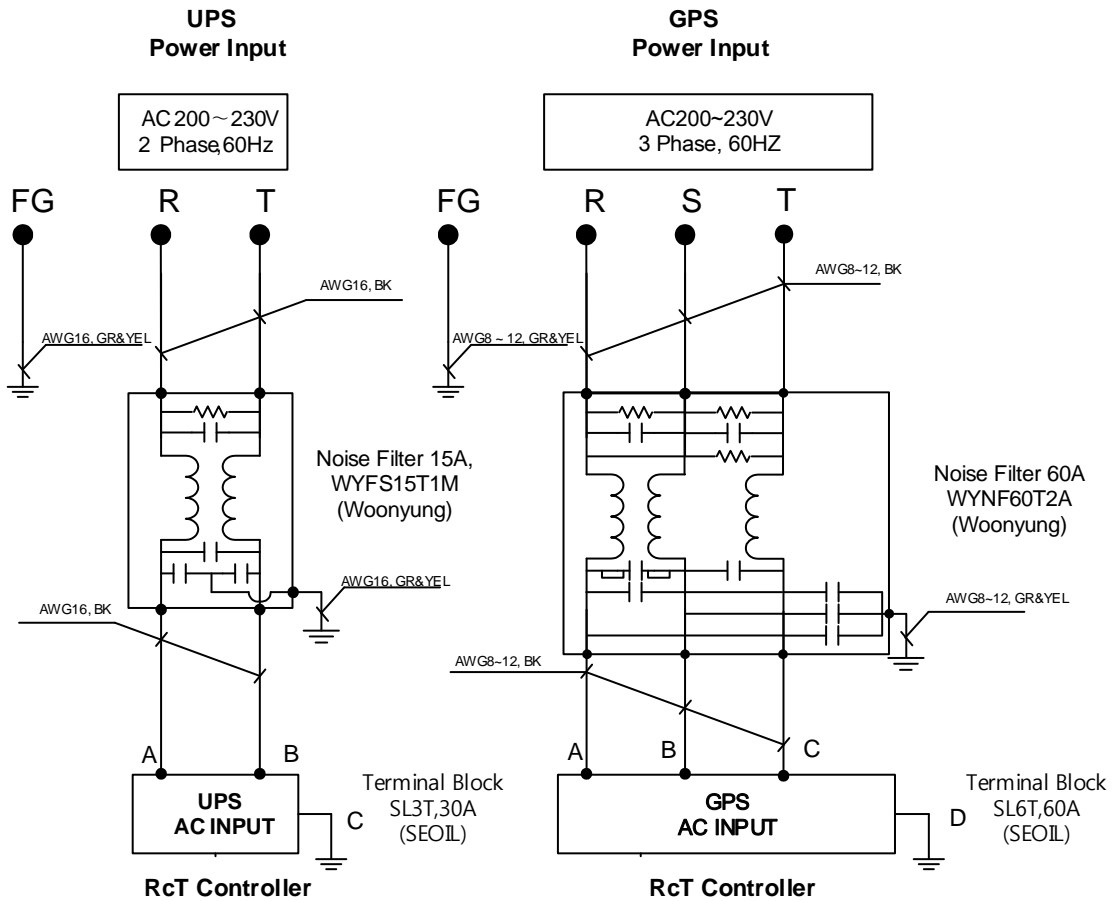 UPS
Power Input
GPS
Power Input
AC 200～230V
2 Phase,60Hz
AC200~230V
3 Phase, 60HZ
FG
R
T
FG
R
S
T
AWG16, BK
AWG8~12, BK
AWG16, GR&YEL
AWG8 ~ 12, GR&YEL
Noise Filter 15A,
WYFS15T1M
(Woonyung)
Noise Filter 60A
WYNF60T2A
(Woonyung)
AWG16, GR&YEL
AWG16, BK
AWG8~12, GR&YEL
AWG8~12, BK
A
B
A
B
C
UPS
AC INPUT
C
Terminal Block
SL3T,30A
(SEOIL)
GPS
AC INPUT
D
Terminal Block
SL6T,60A
(SEOIL)
RcT Controller
RcT Controller